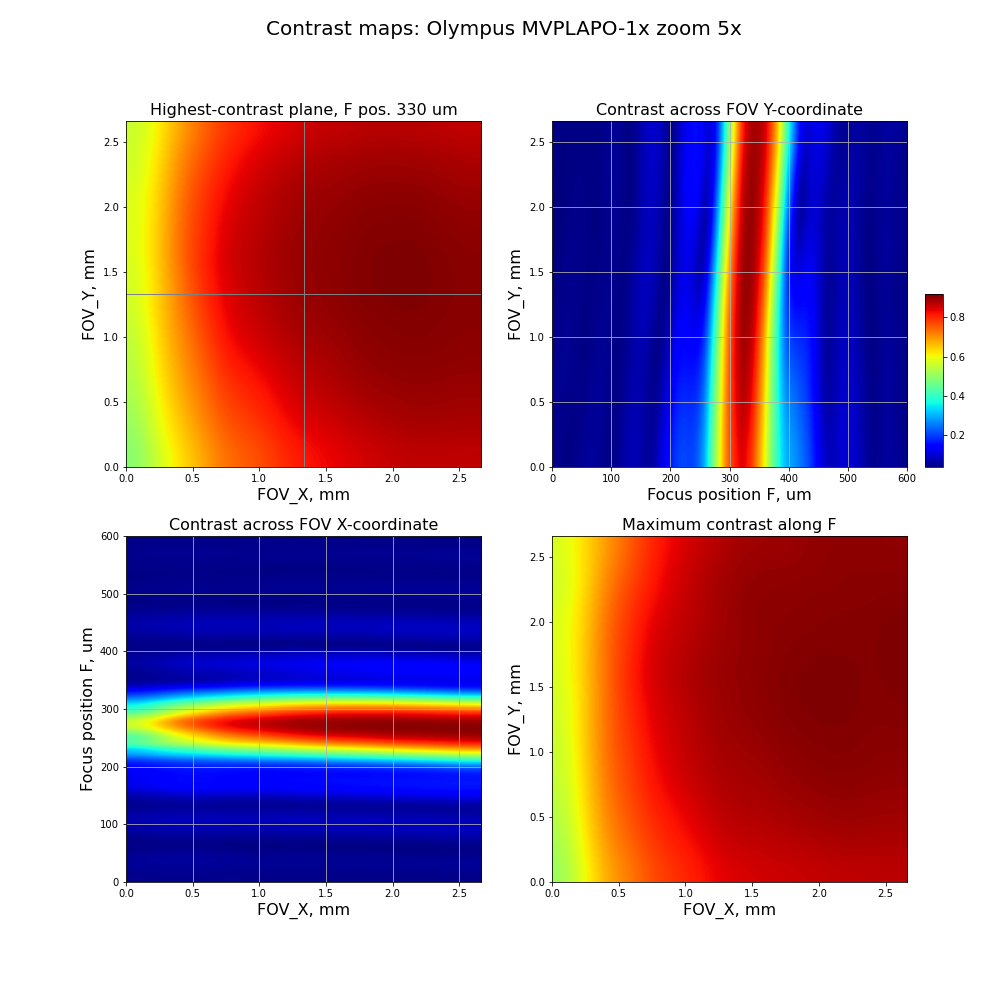 Contrast maps: Olympus MVPLAPO-1x zoom 5x
Highest-contrast plane, F pos. 330 um
2.5
2.0
1.5
1.0
0.5
0.0
FOV_Y, mm
0.0 0.5 1.0 1.5 2.0 2.5
FOV_X, mm
Contrast across FOV Y-coordinate
2.5
2.0
1.5
1.0
0.5
0.0
FOV_Y, mm
0 100 200 300 400 500 600
Focus position F, um
0.8
0.6
0.4
0.2
Contrast across FOV X-coordinate
600
500
400
300
200
100
0
Focus position F, um
0.0 0.5 1.0 1.5 2.0 2.5
FOV_X, mm
Maximum contrast along F
2.5
2.0
1.5
1.0
0.5
0.0
FOV_Y, mm
0.0 0.5 1.0 1.5 2.0 2.5
FOV_X, mm